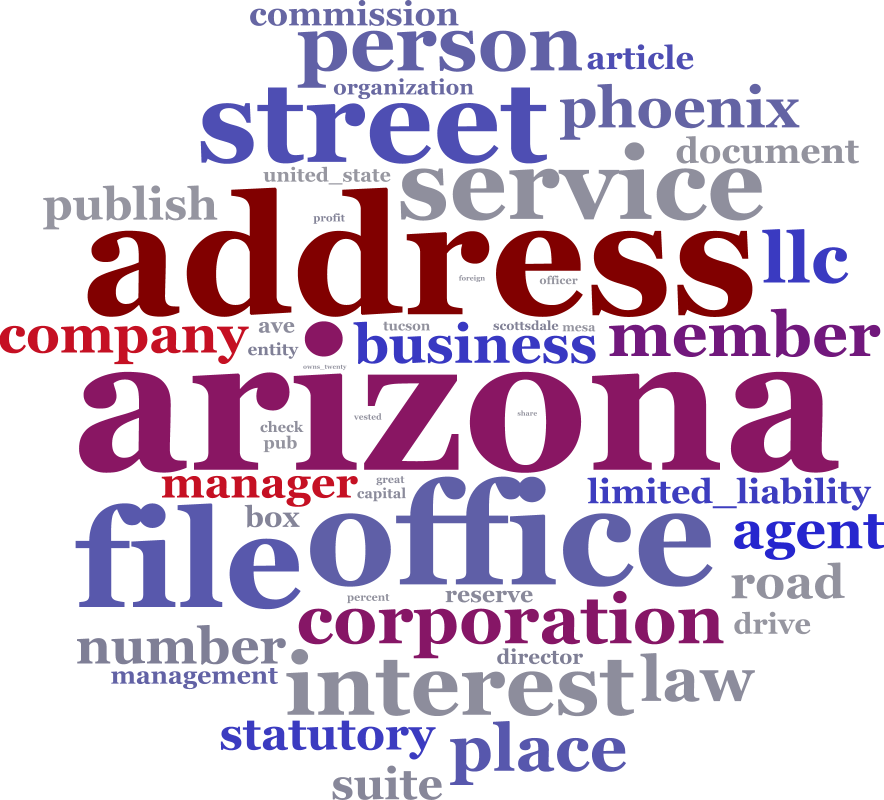 commission
person
article
organization
street
phoenix
document
united_state
service
publish
profit
address
llc
foreign
officer
company
ave
tucson
scottsdale
mesa
member
entity
business
owns_twenty
arizona
vested
share
check
pub
manager
great
capital
limited_liability
file
office
box
agent
road
percent
reserve
corporation
drive
number
director
management
interest
law
statutory
place
suite